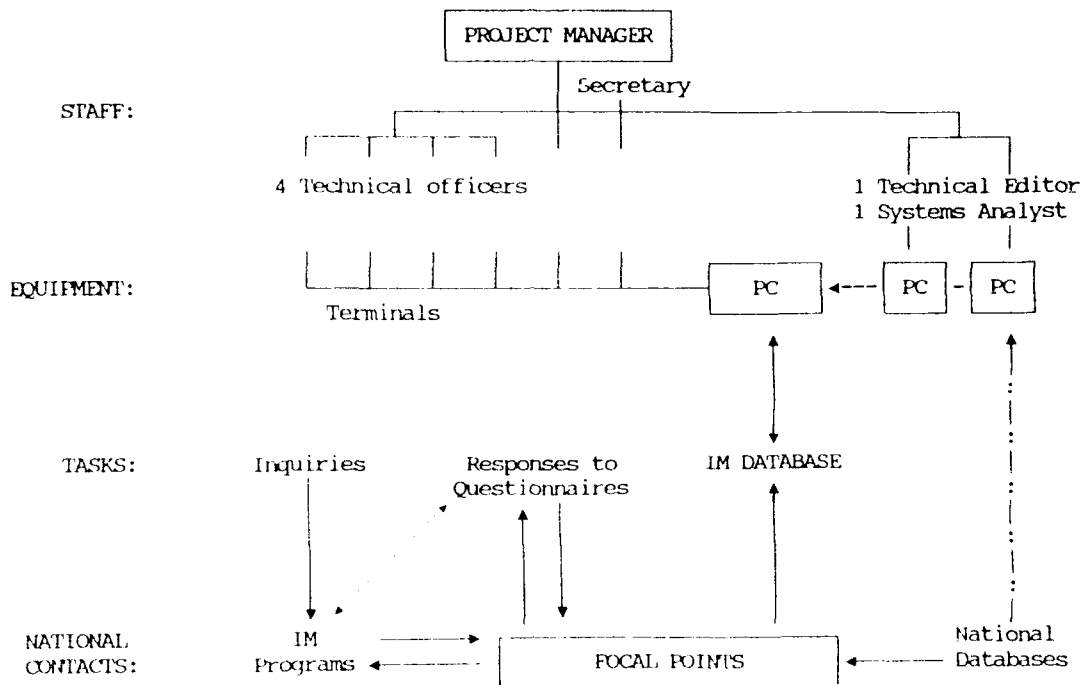 PROJECT MANAGER
Secretary
STAFF:
4 Technical officers
1 Technical Editor
1 Systems Analyst
EQUIPMENT:
PC
PC
PC
Terminals
TASKS:
Inquiries
Responses to
Questionnaires
IM DATABASE
NATIONAL
CONTACTS:
IM
Programs
FOCAL POINTS
National
Databases